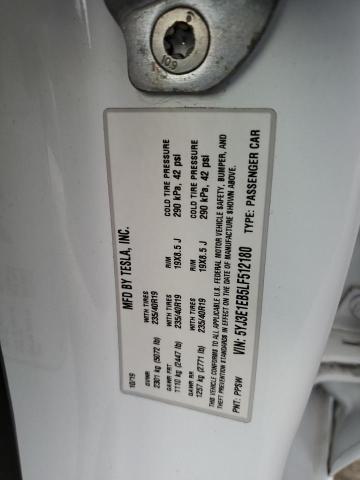 109
MFD BY TESLA, INC.
10/19
GVWR
2301 kg (5072 lb)
GAWR FRT WITH TIRES RIM COLD TIRE PRESSURE
1110 kg (2447 lb) 235/40R19 19X8.5 J 290 kPa, 42 psi
GAWR RR WITH TIRES RIM COLD TIRE PRESSURE
1257 kg (2771 lb) 235/40R19 19X8.5 J 290 kPa, 42 psi
THIS VEHICLE CONFORMS TO ALL APPLICABLE U.S. FEDERAL MOTOR VEHICLE SAFETY, BUMPER, AND
THEFT PREVENTION STANDARDS IN EFFECT ON THE DATE OF MANUFACTURE SHOWN ABOVE.
VIN: 5YJ3E1EB5LF512180
PNT: PPSW TYPE: PASSENGER CAR